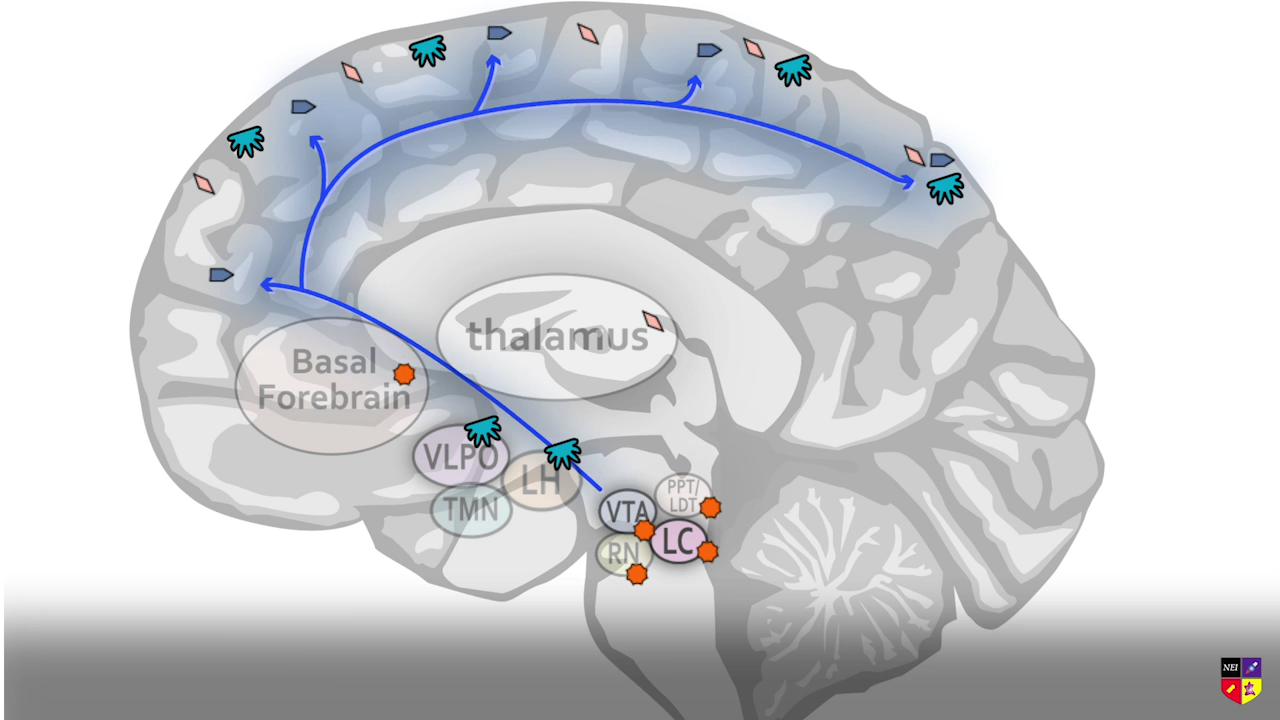 thalamus
Basal
Forebrain
VLPO
LH
TMN
PPT/
LDT
VTA
LC
RN
NEI